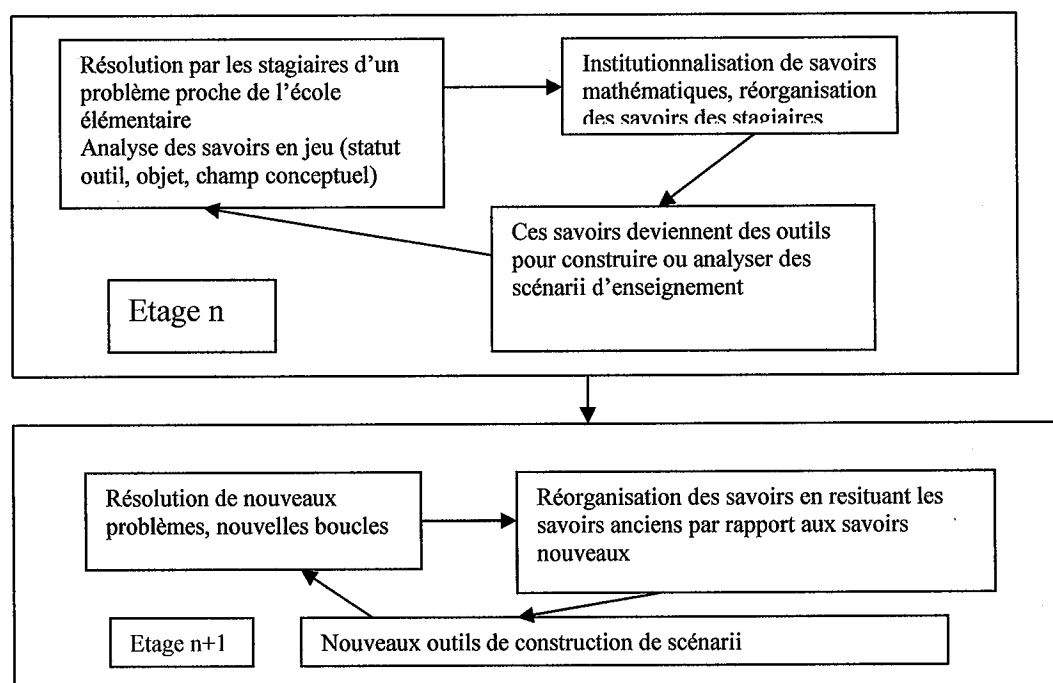 Résolution par les stagiaires d’un
problème proche de l’école
élémentaire
Analyse des savoirs en jeu (statut
outil, objet, champ conceptuel)
Institutionnalisation de savoirs
mathématiques, réorganisation
des savoirs des stagiaires
Ces savoirs deviennent des outils
pour construire ou analyser des
scénarii d’enseignement
Etage n
Résolution de nouveaux
problèmes, nouvelles boucles
Réorganisation des savoirs en resituant les
savoirs anciens par rapport aux savoirs
nouveaux
Etage n+1
Nouveaux outils de construction de scénarii